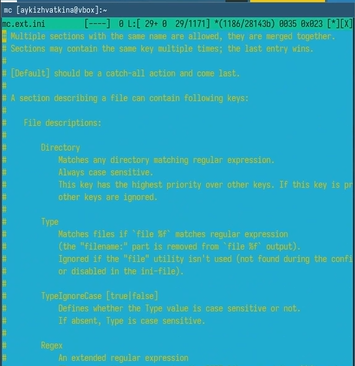 mc [aykizhvatkina@vbox]:~
mc.ext.ini [----] 0 L:[ 29+ 0 29/1171] *(1186/28143b) 0035 0x023 [*][X]
# Multiple sections with the same name are allowed, they are merged together.
# Sections may contain the same key multiple times; the last entry wins.
#
# [Default] should be a catch-all action and come last.
#
# A section describing a file can contain following keys:
#
# File descriptions:
#
# Directory
# Matches any directory matching regular expression.
# Always case sensitive.
# This key has the highest priority over other keys. If this key is pr
# other keys are ignored.
#
# Type
# Matches files if `file %f` matches regular expression
# (the "filename:" part is removed from `file %f` output).
# Ignored if the "file" utility isn't used (not found during the confi
# or disabled in the ini-file).
#
# TypeIgnoreCase [true|false]
# Defines whether the Type value is case sensitive or not.
# If absent, Type is case sensitive.
#
# Regex
# An extended regular expression